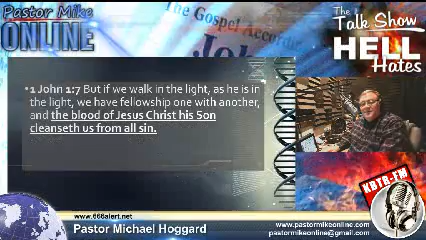 Pastor Mike
ONLINE
The Gospel Accord
John
The
Talk Show
HELL
Hates
• 1 John 1:7 But if we walk in the light, as he is in
the light, we have fellowship one with another,
and the blood of Jesus Christ his Son
cleanseth us from all sin.
KBTR-FM
www.666alert.net
Pastor Michael Hoggard
www.pastormikeonline.com
pastormikeonline@gmail.com